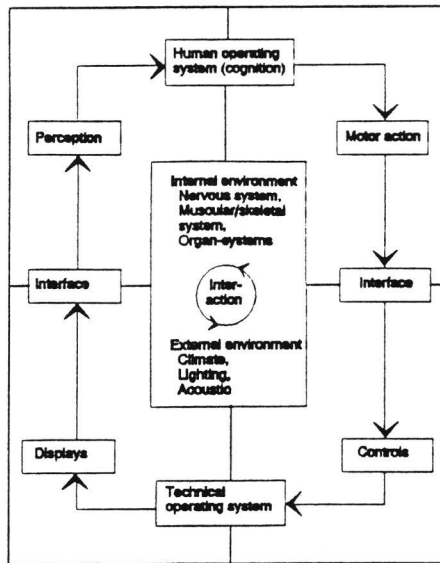 Human operating
system (cognition)
Perception
Motor action
Internal environment
Nervous system,
Muscular/skeletal
system,
Organ-systems
Interface
Inter-
action
Interface
External environment
Climate,
Lighting,
Acoustic
Displays
Controls
Technical
operating system